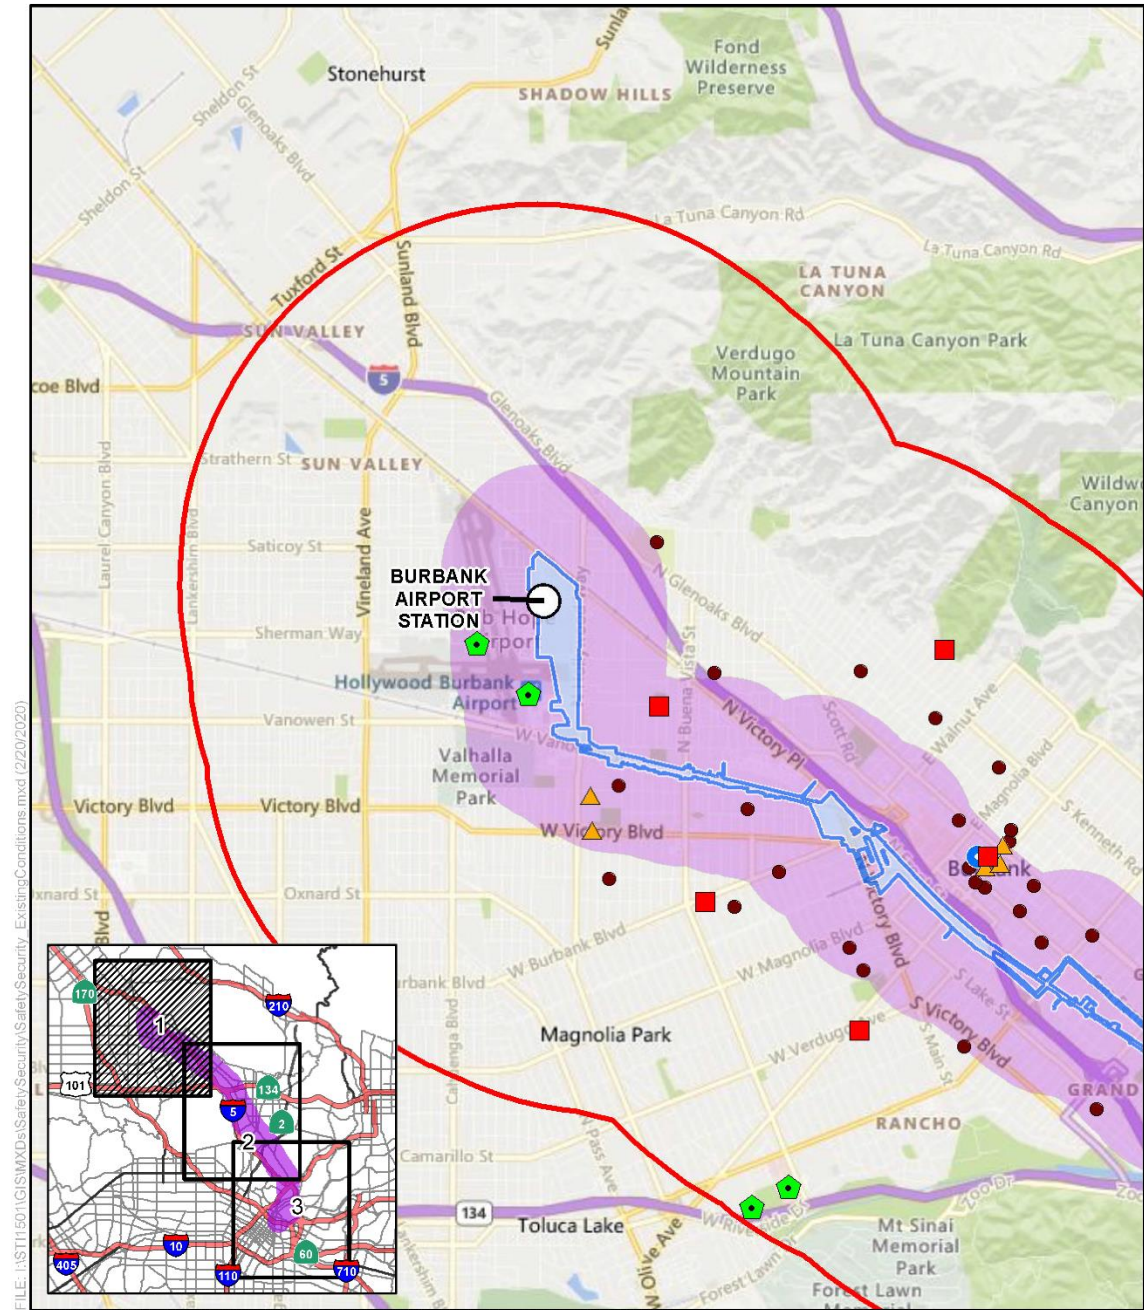 Fond
Wilderness
Preserve
Stonehurst
SHADOW HILLS
Sheldon St
Glenoaks Blvd
Sheldon St
La Tuna Canyon Rd
La Tuna Canyon Rd
Tuxford St
Sunland Blvd
LA TUNA
CANYON
SUN VALLEY
La Tuna Canyon Park
Verdugo
Mountain
Park
5
coe Blvd
Glenoaks Blvd
Laurel Canyon Blvd
Strathern St
SUN VALLEY
Lankershim Blvd
Vineland Ave
Wildw
Canyon
Saticoy St
BURBANK
AIRPORT
STATION
N Glenoaks Blvd
Sherman Way
Hollywood Burbank
Airport
N Buena Vista St
Vanowen St
N Victory Pl
Scott Rd
E Walnut Ave
E Magnolia Blvd
Valhalla
Memorial
Park
S Kenneth Rd
Victory Blvd
Victory Blvd
W Victory Blvd
Oxnard St
W Burbank Blvd
W Magnolia Blvd
S Lake St
S Victory Blvd
S Main St
Magnolia Park
W Verdugo Ave
Cahuenga Blvd
N Pass Ave
GRAND
RANCHO
Camarillo St
134
Toluca Lake
W Riverside Dr
Zoo Dr
Mt Sinai
Memorial
Park
W Olive Ave
Forest Lawn Dr
Forest Lawn
170
1
210
101
134
5
2
2
3
10
60
405
110
710
FILE: I:\STI1501\GIS\MXDs\SafetySecurity\SafetySecurity_ExistingConditions.mxd (2/20/2020)